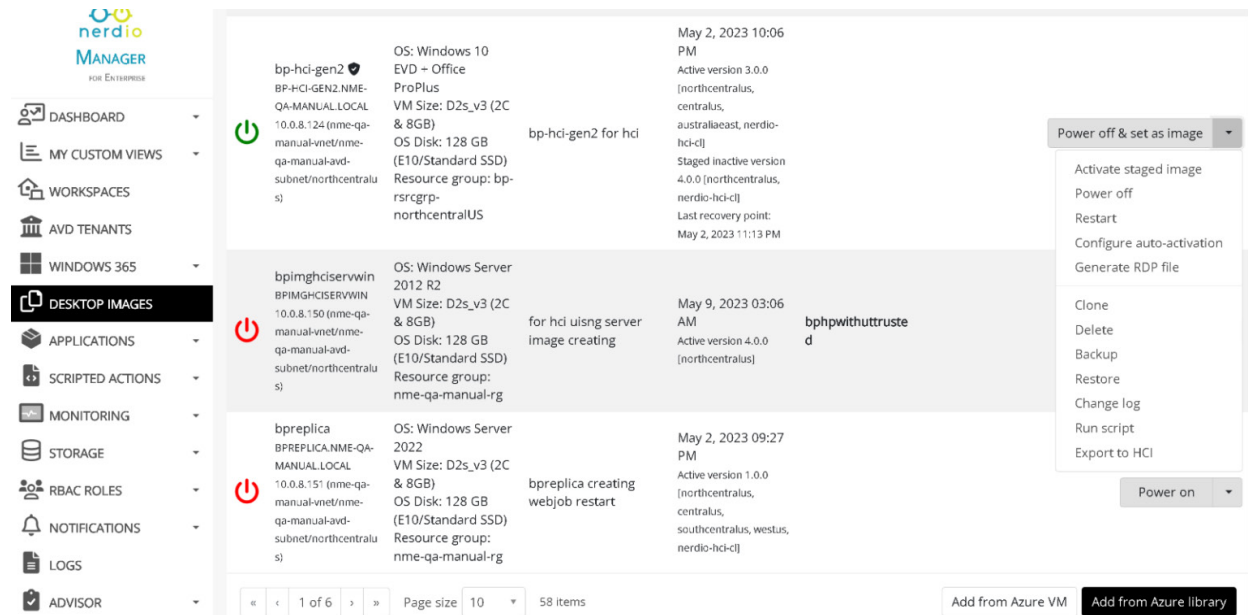 nerdio
MANAGER
FOR ENTERPRISE
DASHBOARD
MY CUSTOM VIEWS
WORKSPACES
AVD TENANTS
WINDOWS 365
DESKTOP IMAGES
APPLICATIONS
SCRIPTED ACTIONS
MONITORING
STORAGE
RBAC ROLES
NOTIFICATIONS
LOGS
ADVISOR
bp-hci-gen2
BP-HCI-GEN2.NME-
QA-MANUAL.LOCAL
10.0.8.124 (nme-qa-
manual-vnet/nme-
qa-manual-avd-
subnet/northcentralu
s)
OS: Windows 10
EVD + Office
ProPlus
VM Size: D2s_v3 (2C
& 8GB)
OS Disk: 128 GB
(E10/Standard SSD)
Resource group: bp-
rsrcgrp-
northcentralUS
bp-hci-gen2 for hci
May 2, 2023 10:06
PM
Active version 3.0.0
[northcentralus,
centralus,
australiaeast, nerdio-
hci-cl]
Staged inactive version
4.0.0 [northcentralus,
nerdio-hci-cl]
Last recovery point:
May 2, 2023 11:13 PM
Power off & set as image
Activate staged image
Power off
Restart
Configure auto-activation
Generate RDP file
Clone
Delete
Backup
Restore
Change log
Run script
Export to HCI
bpimghciservwin
BPIMGHCISERVWIN
10.0.8.150 (nme-qa-
manual-vnet/nme-
qa-manual-avd-
subnet/northcentralu
s)
OS: Windows Server
2012 R2
VM Size: D2s_v3 (2C
& 8GB)
OS Disk: 128 GB
(E10/Standard SSD)
Resource group:
nme-qa-manual-rg
for hci uisng server
image creating
May 9, 2023 03:06
AM
Active version 4.0.0
[northcentralus]
bphpwithuttruste
d
bpreplica
BPREPLICA.NME-QA-
MANUAL.LOCAL
10.0.8.151 (nme-qa-
manual-vnet/nme-
qa-manual-avd-
subnet/northcentralu
s)
OS: Windows Server
2022
VM Size: D2s_v3 (2C
& 8GB)
OS Disk: 128 GB
(E10/Standard SSD)
Resource group:
nme-qa-manual-rg
bpreplica creating
webjob restart
May 2, 2023 09:27
PM
Active version 1.0.0
[northcentralus,
centralus,
southcentralus, westus,
nerdio-hci-cl]
Power on
« ‹ 1 of 6 › » Page size 10 58 items
Add from Azure VM
Add from Azure library